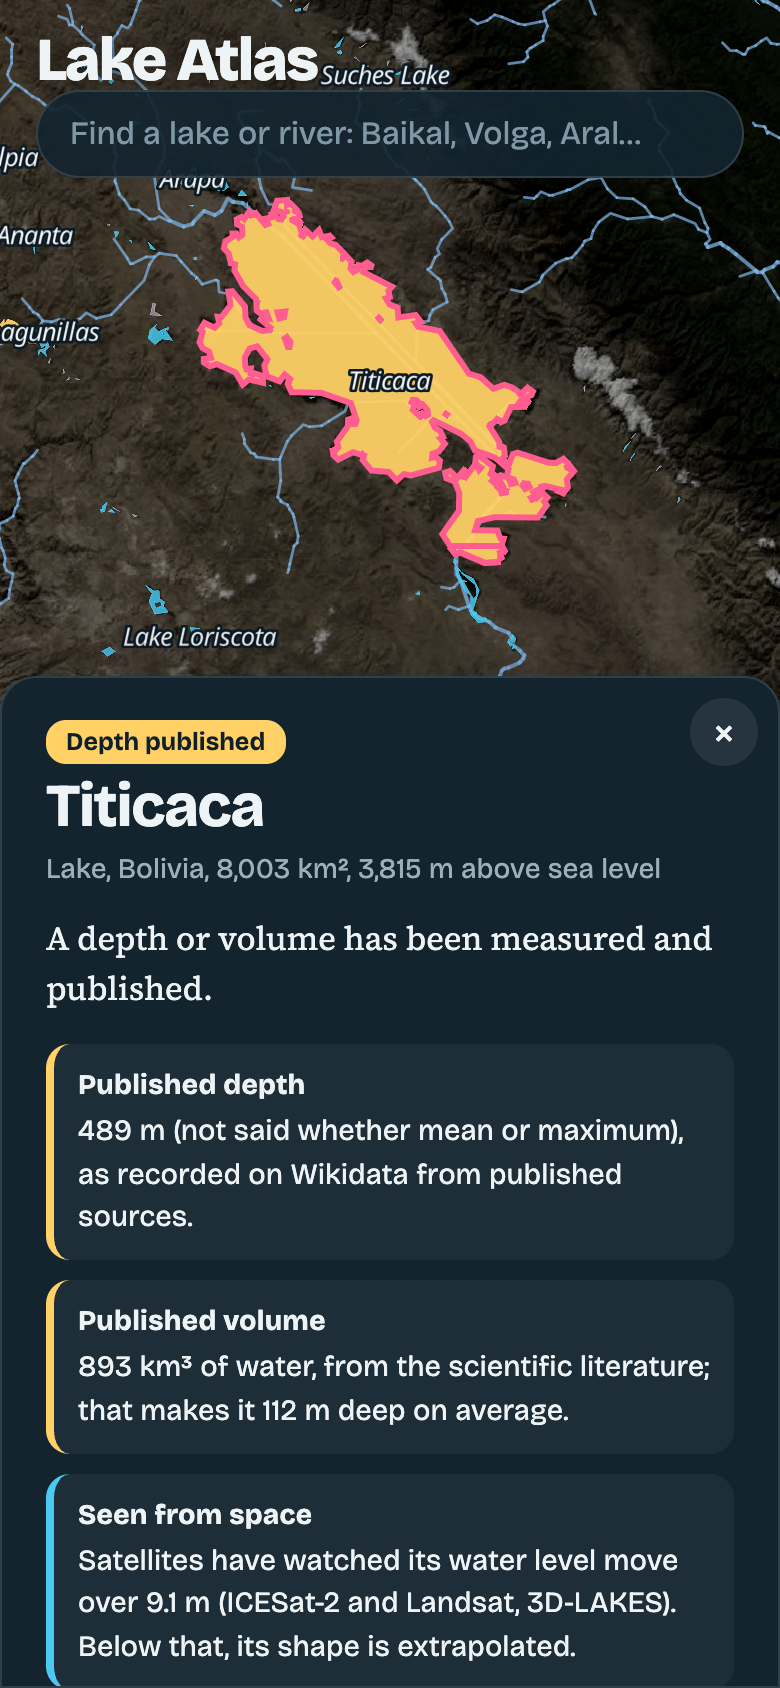 Lake Atlas
Suches Lake
Find a lake or river: Baikal, Volga, Aral...
lpia
Arapa
Ananta
agunillas
Titicaca
Lake Loriscota
Depth published
×
Titicaca
Lake, Bolivia, 8,003 km², 3,815 m above sea level
A depth or volume has been measured and
published.
Published depth
489 m (not said whether mean or maximum),
as recorded on Wikidata from published
sources.
Published volume
893 km³ of water, from the scientific literature;
that makes it 112 m deep on average.
Seen from space
Satellites have watched its water level move
over 9.1 m (ICESat-2 and Landsat, 3D-LAKES).
Below that, its shape is extrapolated.